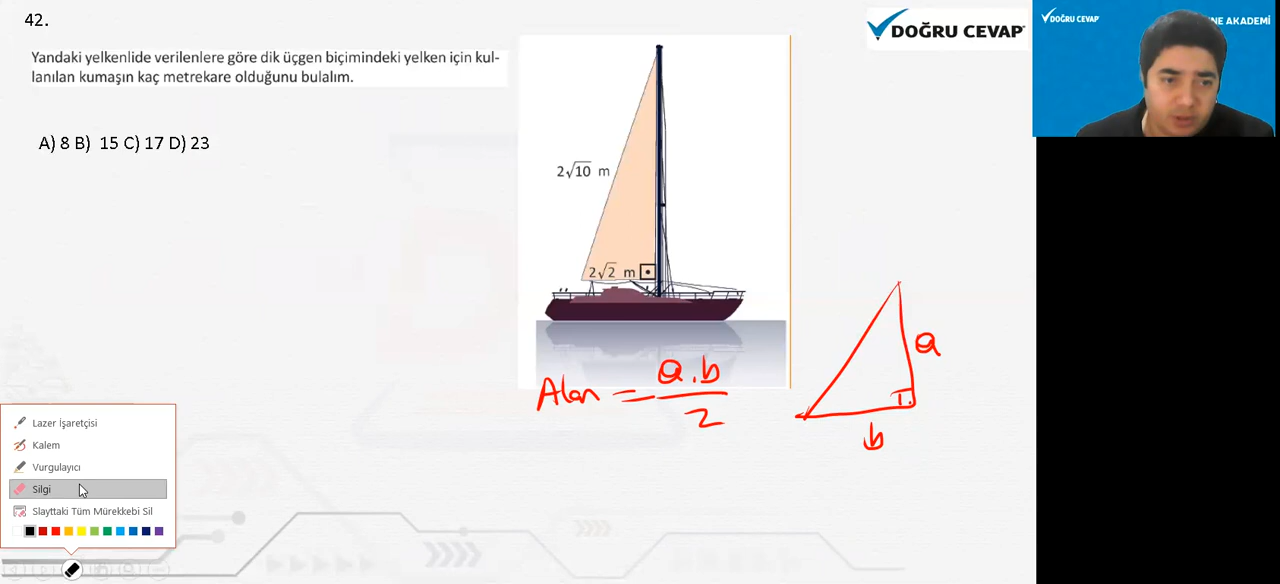 42.
DOĞRU CEVAP
DOĞRU CEVAP
NE AKADEMİ
Yandaki yelkenlide verilenlere göre dik üçgen biçimindeki yelken için kul-
lanılan kumaşın kaç metrekare olduğunu bulalım.
A) 8 B) 15 C) 17 D) 23
2√10 m
2√2 m
a
Alan = a.b/2
b
Lazer İşaretçisi
Kalem
Vurgulayıcı
Silgi
Slayttaki Tüm Mürekkebi Sil